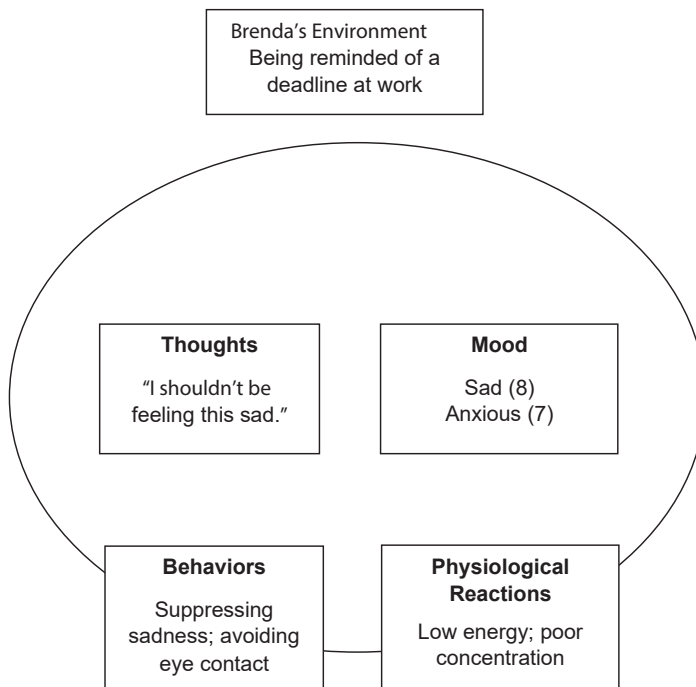 Brenda’s Environment
Being reminded of a
deadline at work
Thoughts
“I shouldn’t be
feeling this sad.”
Mood
Sad (8)
Anxious (7)
Behaviors
Suppressing
sadness; avoiding
eye contact
Physiological
Reactions
Low energy; poor
concentration